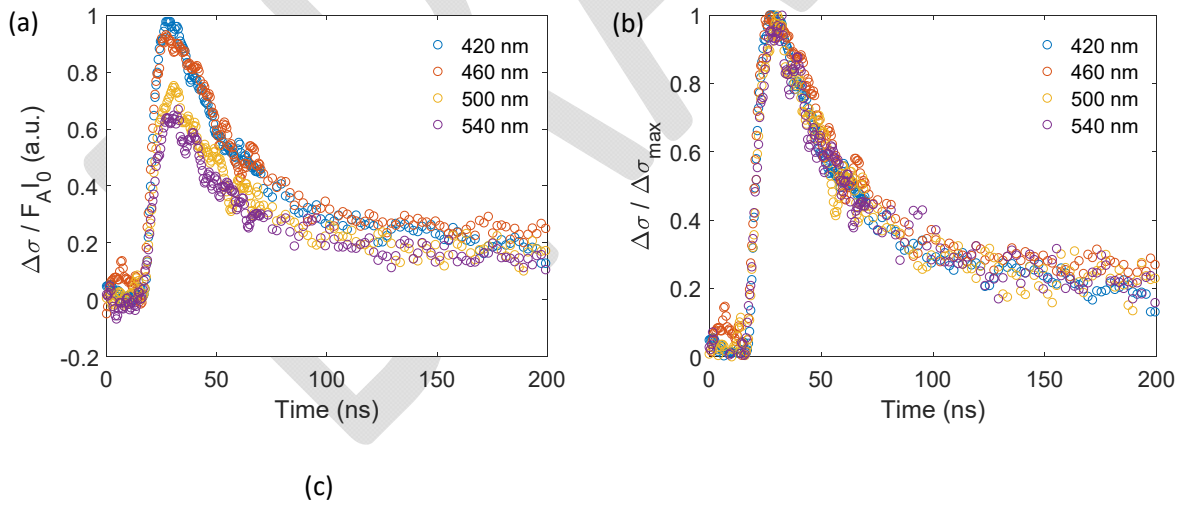 (a)
Δσ / F_A I_0 (a.u.)
1
0.8
0.6
0.4
0.2
0
-0.2
0 50 100 150 200
Time (ns)
420 nm
460 nm
500 nm
540 nm
(b)
Δσ / Δσ_max
1
0.8
0.6
0.4
0.2
0
0 50 100 150 200
Time (ns)
420 nm
460 nm
500 nm
540 nm
(c)